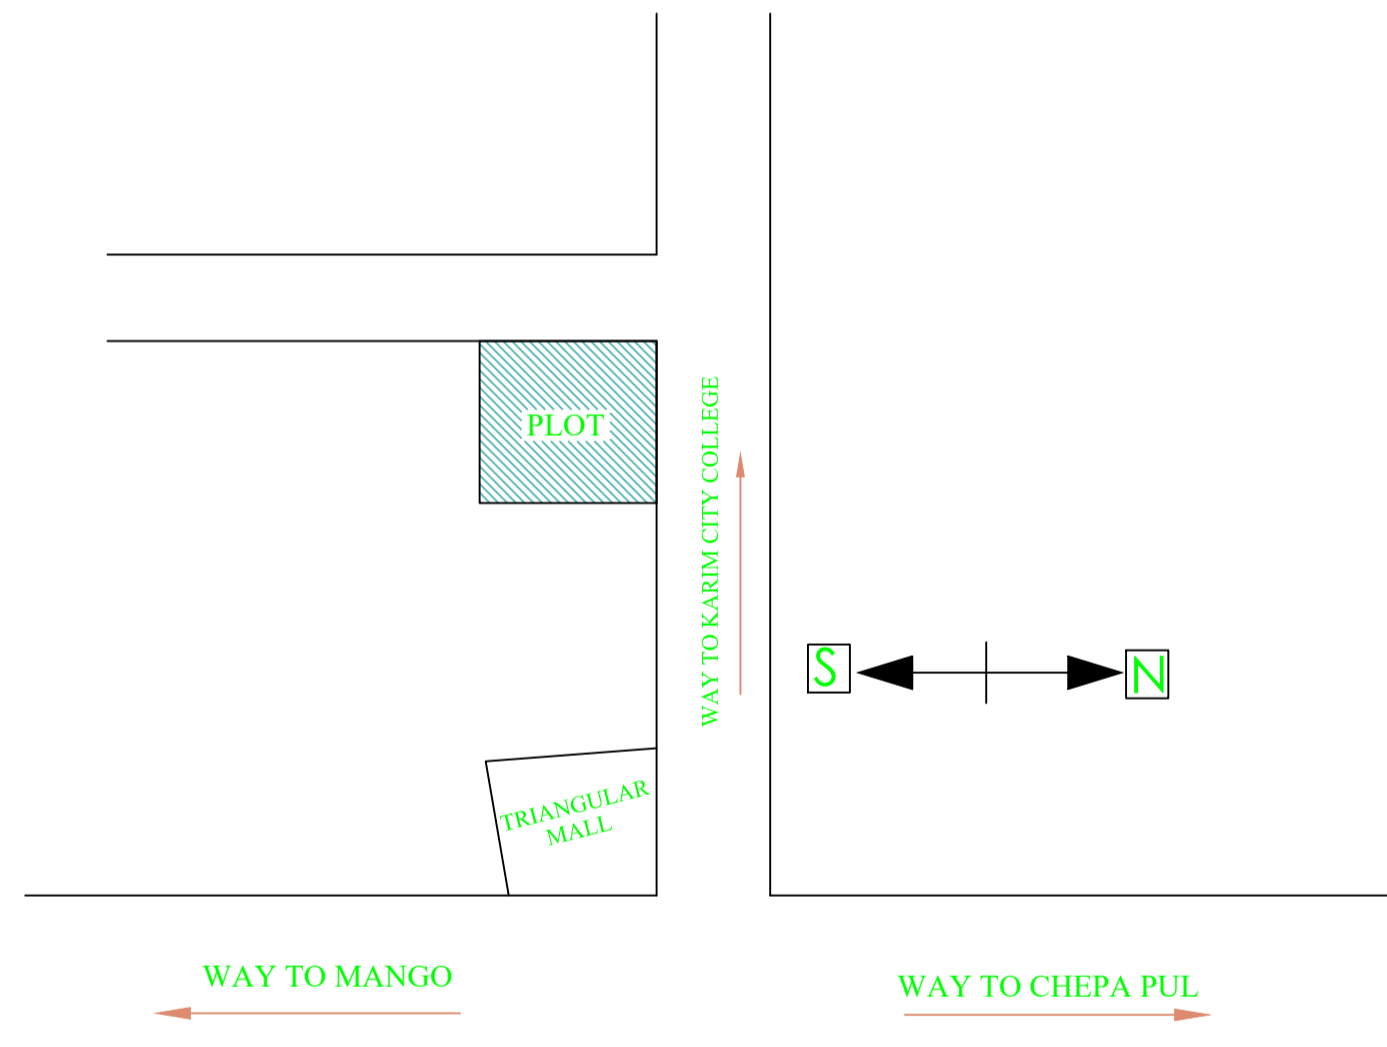 PLOT
WAY TO KARIM CITY COLLEGE
S
N
TRIANGULAR
MALL
WAY TO MANGO
WAY TO CHEPA PUL